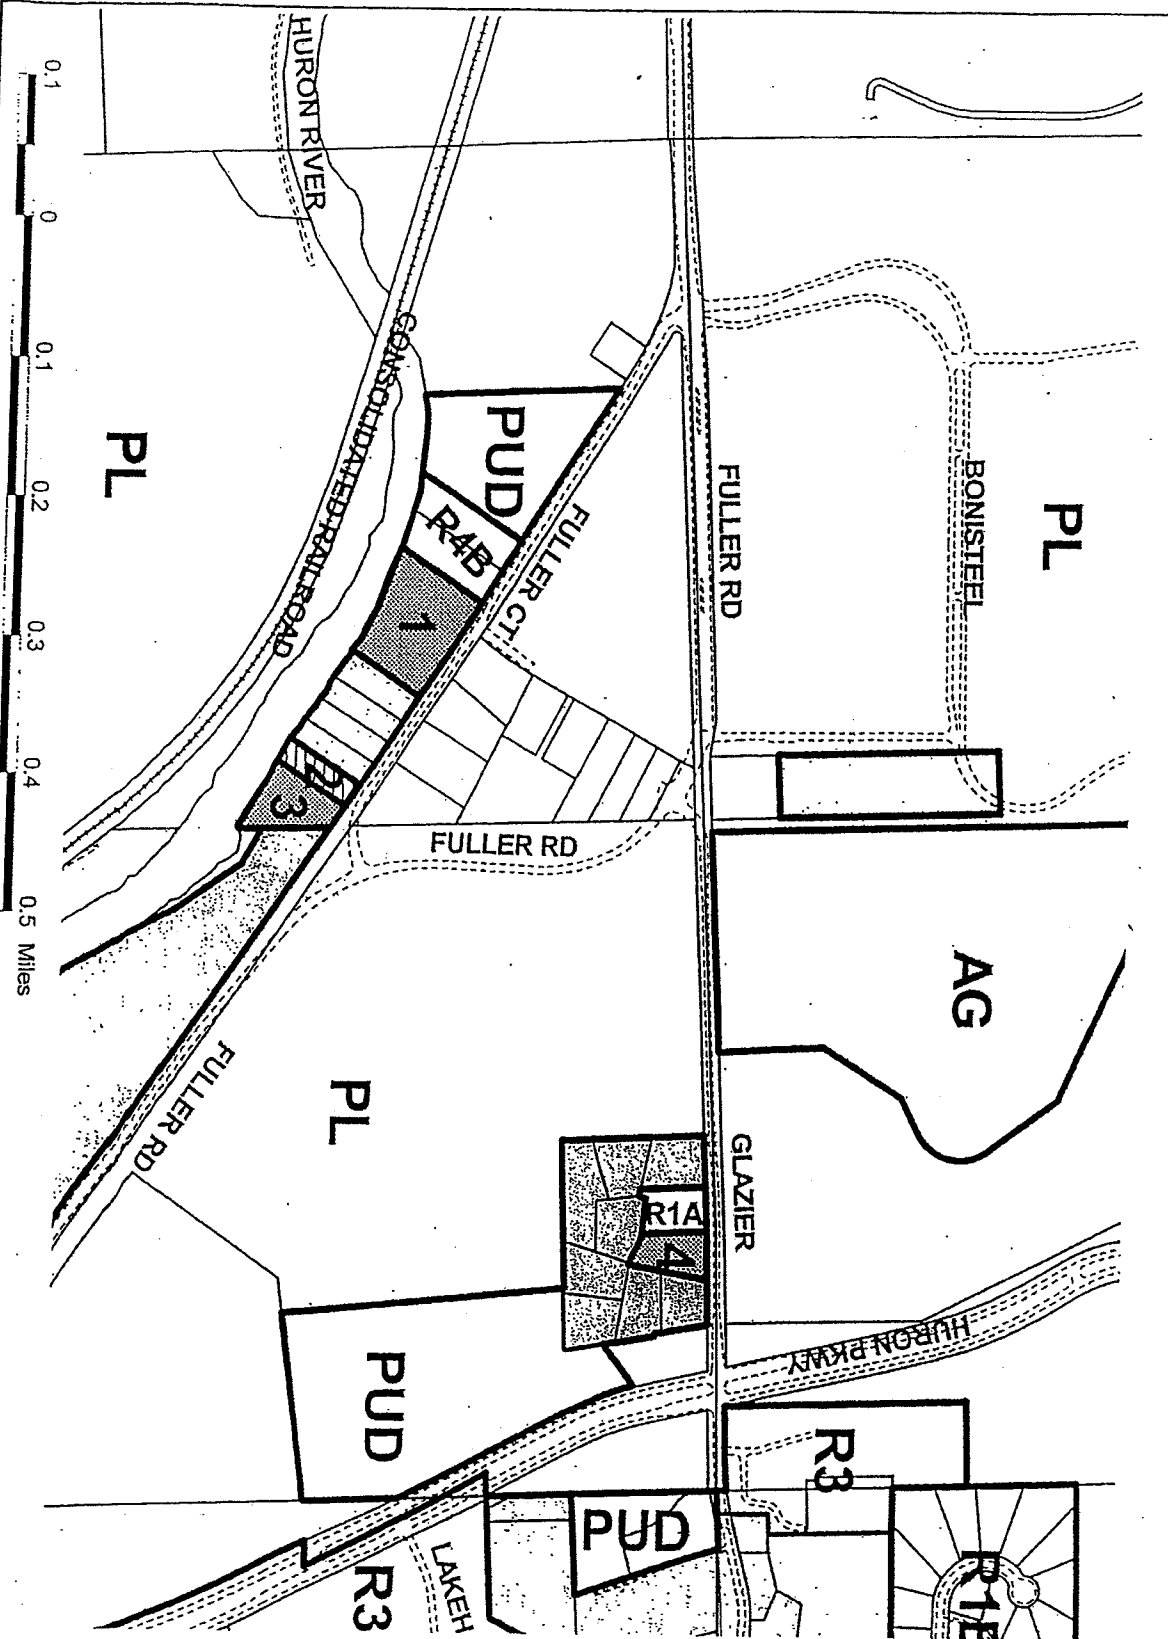 HURON RIVER
0.1
0
0.1
0.2
0.3
0.4
0.5 Miles
CONSOLIDATED RAILROAD
PL
PUD
R4B
1
2
3
FULLER CT
FULLER RD
BONISTEEL
PL
FULLER RD
AG
FULLER RD
PL
GLAZIER
R1A
4
HURON PKWY
PUD
R3
PUD
R3
LAKEH